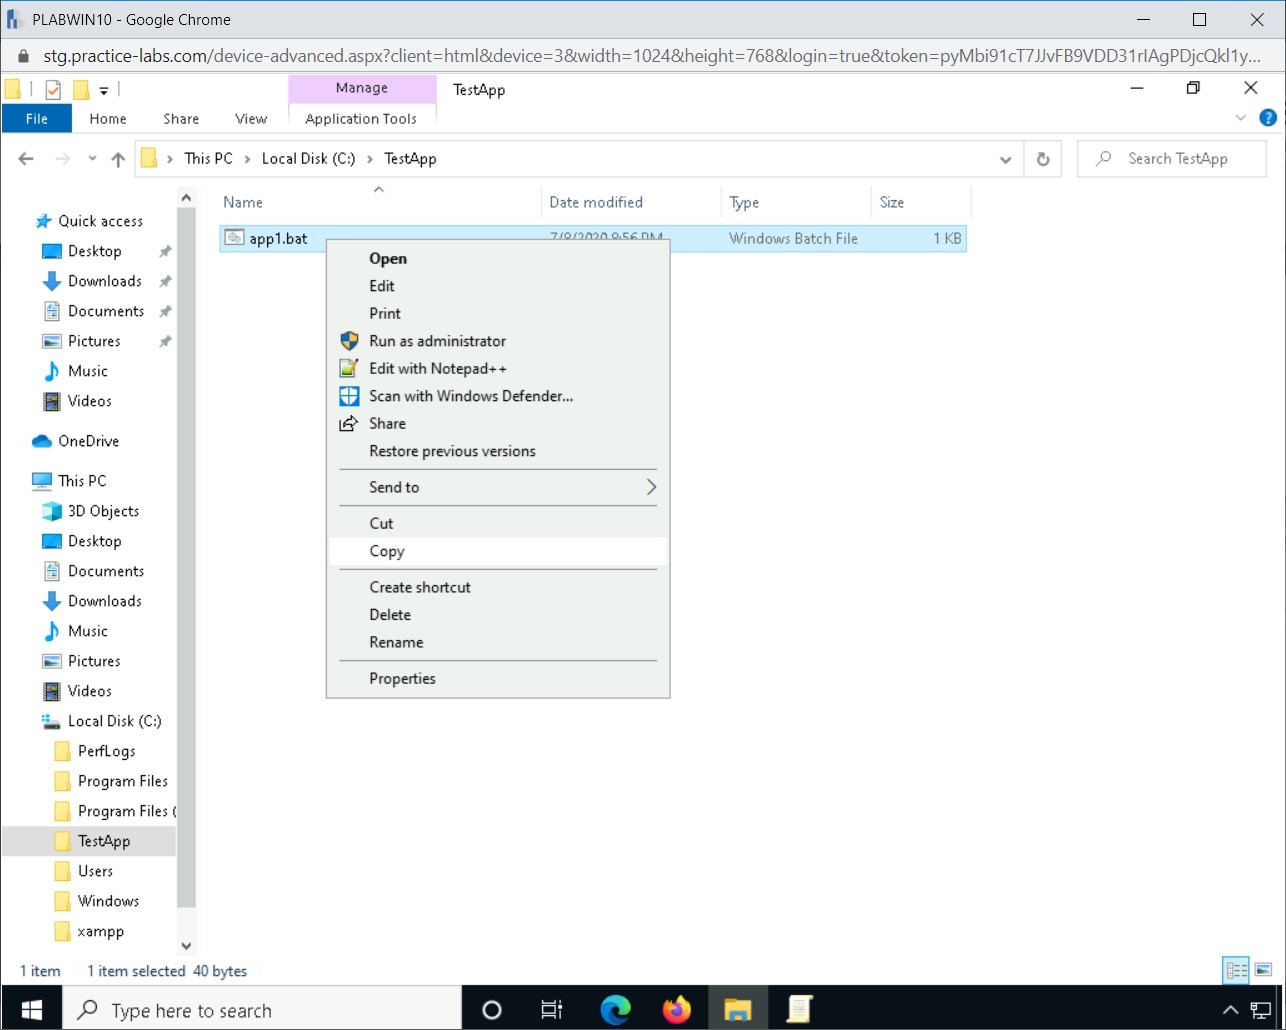 PLABWIN10 - Google Chrome
stg.practice-labs.com/device-advanced.aspx?client=html&device=3&width=1024&height=768&login=true&token=pyMbi91cT7JJvFB9VDD31rIAgPDjcQkl1y...
Manage
TestApp
File
Home
Share
View
Application Tools
This PC
Local Disk (C:)
TestApp
Search TestApp
Name
Date modified
Type
Size
app1.bat
7/8/2020 9:56 PM
Windows Batch File
1 KB
Quick access
Desktop
Downloads
Documents
Pictures
Music
Videos
OneDrive
This PC
3D Objects
Desktop
Documents
Downloads
Music
Pictures
Videos
Local Disk (C:)
PerfLogs
Program Files
Program Files (
TestApp
Users
Windows
xampp
Open
Edit
Print
Run as administrator
Edit with Notepad++
Scan with Windows Defender...
Share
Restore previous versions
Send to
Cut
Copy
Create shortcut
Delete
Rename
Properties
1 item
1 item selected 40 bytes
Type here to search